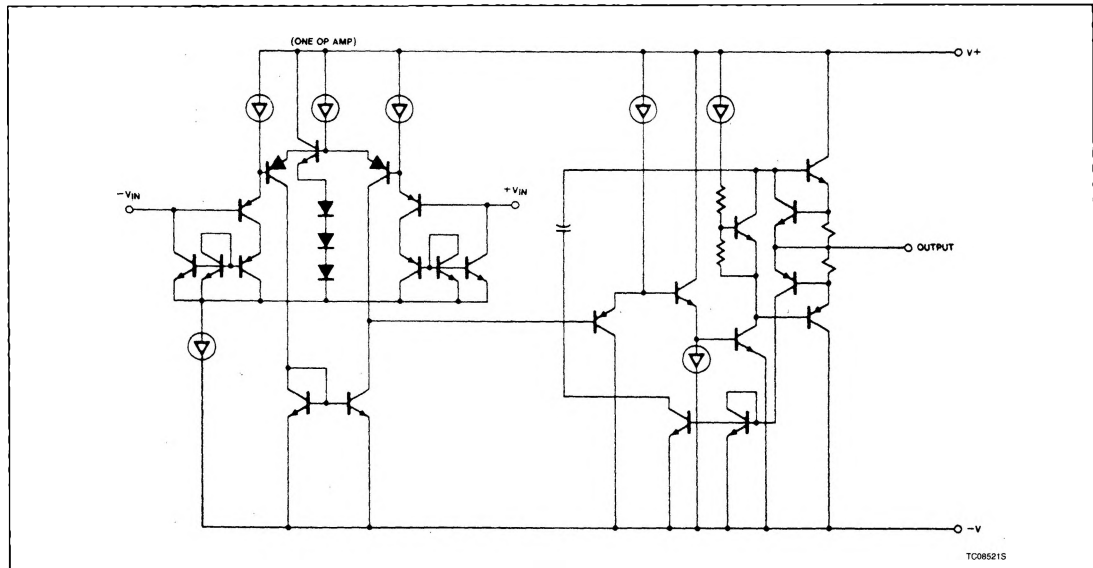 (ONE OP AMP)
V+
−VIN
+VIN
OUTPUT
−V
TC08521S